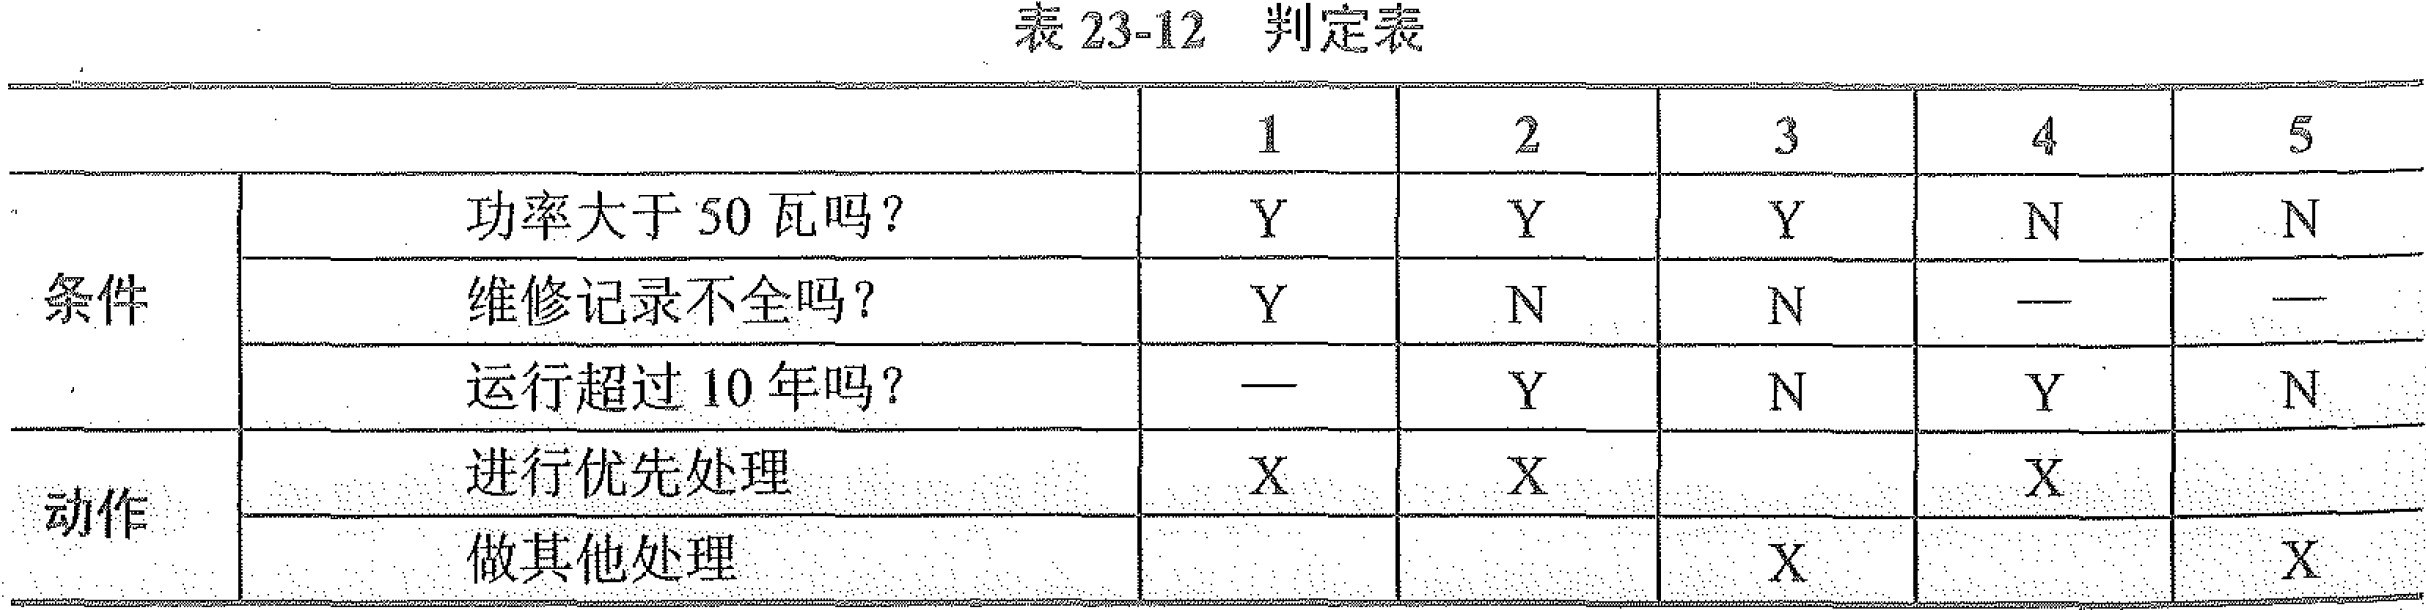 表 23-12 判定表
1 2 3 4 5
条件 功率大于 50 瓦吗? Y Y Y N N
维修记录不全吗? Y N N — —
运行超过 10 年吗? — Y N Y N
动作 进行优先处理 X X X
做其他处理 X X